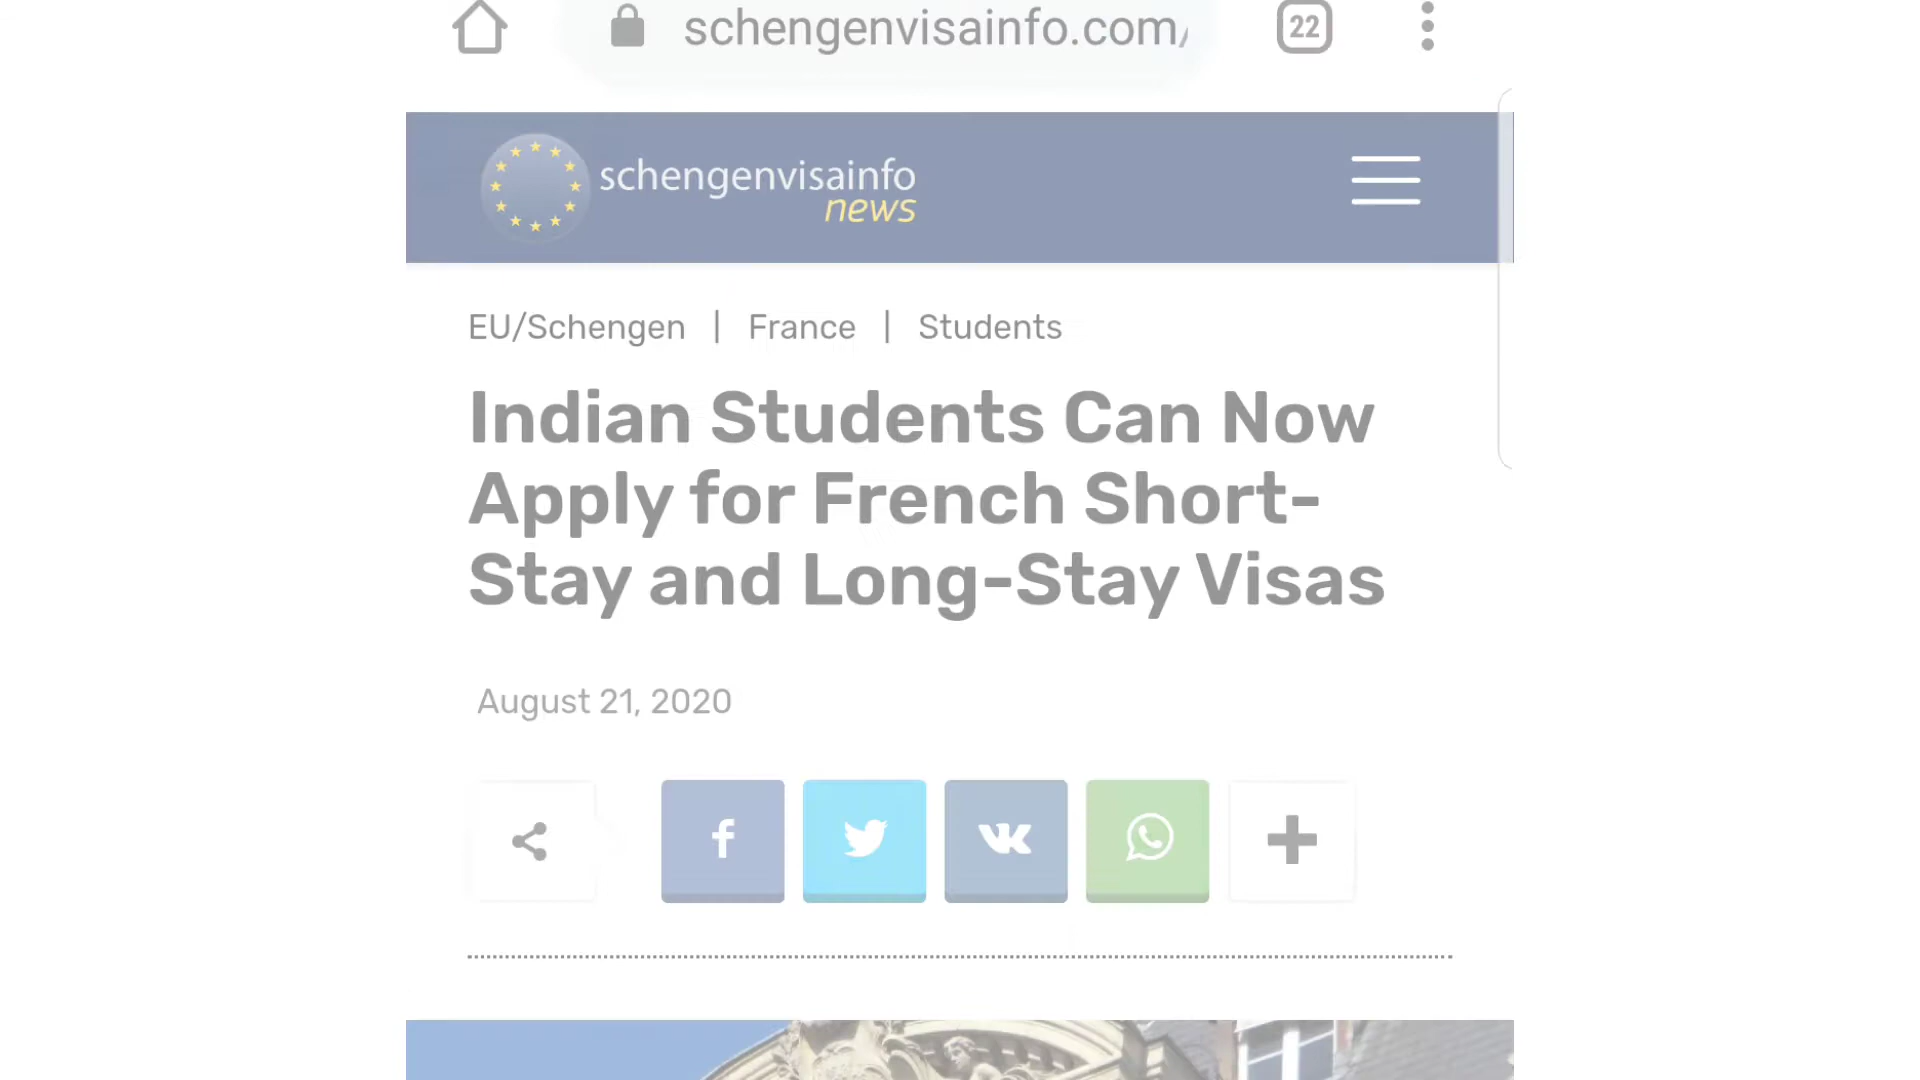 schengenvisainfo.com/
22
schengenvisainfo
news
EU/Schengen | France | Students
Indian Students Can Now
Apply for French Short-
Stay and Long-Stay Visas
August 21, 2020